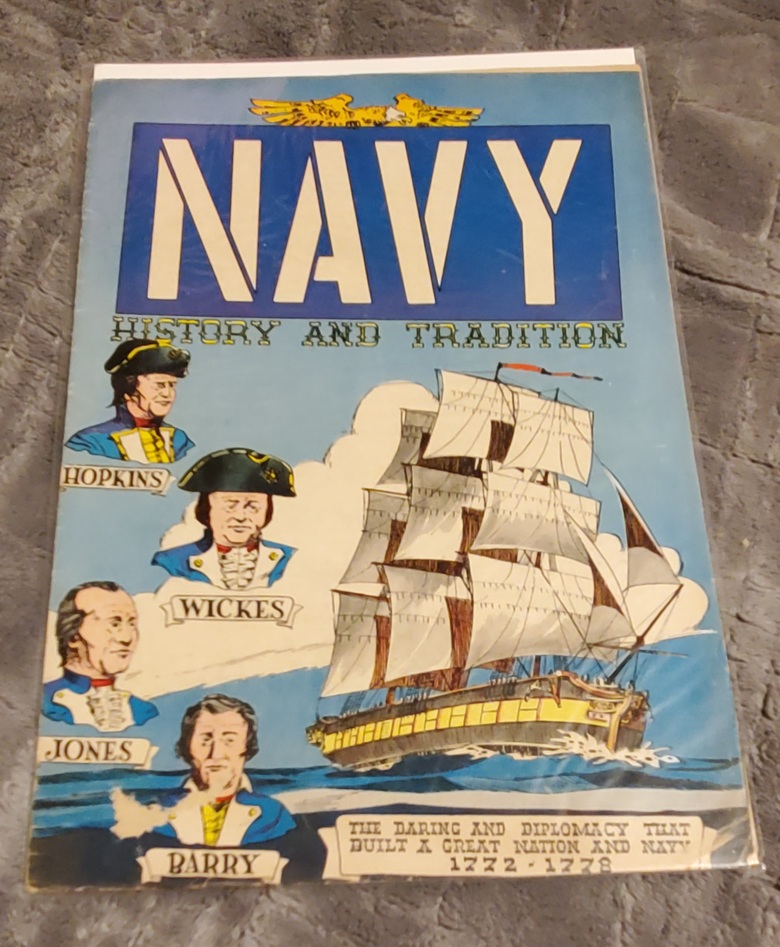 NAVY
HISTORY AND TRADITION
HOPKINS
WICKES
JONES
BARRY
THE DARING AND DIPLOMACY THAT
BUILT A GREAT NATION AND NAVY
1772 - 1778